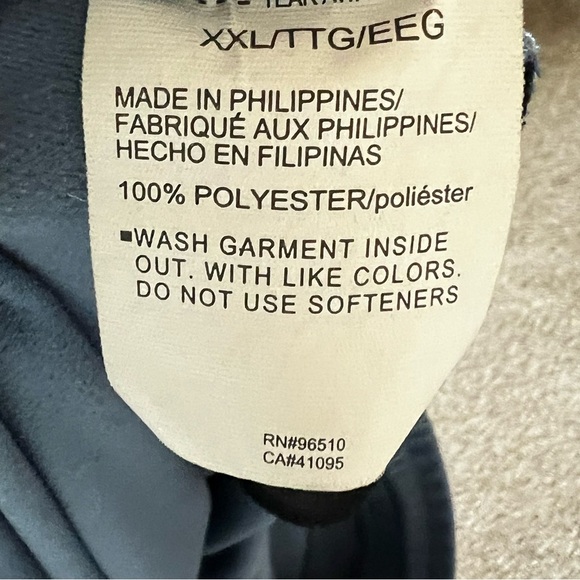 XXL/TTG/EEG
MADE IN PHILIPPINES/
FABRIQUÉ AUX PHILIPPINES/
HECHO EN FILIPINAS
100% POLYESTER/poliéster
▪WASH GARMENT INSIDE
OUT. WITH LIKE COLORS.
DO NOT USE SOFTENERS
RN#96510
CA#41095